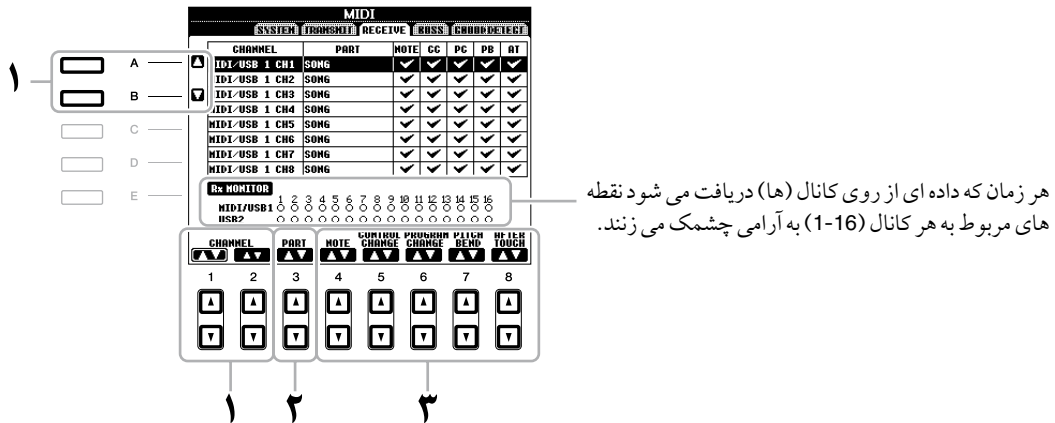 MIDI
SYSTEM TRANSMIT RECEIVE BASS CHORD DETECT
CHANNEL PART NOTE CC PC PB AT
A
IDI/USB 1 CH1 SONG
IDI/USB 1 CH2 SONG
B
IDI/USB 1 CH3 SONG
IDI/USB 1 CH4 SONG
C
MIDI/USB 1 CH5 SONG
MIDI/USB 1 CH6 SONG
D
MIDI/USB 1 CH7 SONG
MIDI/USB 1 CH8 SONG
E
۱
Rx MONITOR
1 2 3 4 5 6 7 8 9 10 11 12 13 14 15 16
MIDI/USB1
USB2
هر زمان که داده ای از روی کانال (ها) دریافت می شود نقطه
های مربوط به هر کانال (16-1) به آرامی چشمک می زنند.
CHANNEL PART NOTE CONTROL CHANGE PROGRAM CHANGE PITCH BEND AFTER TOUCH
1 2 3 4 5 6 7 8
۱ ۲ ۳